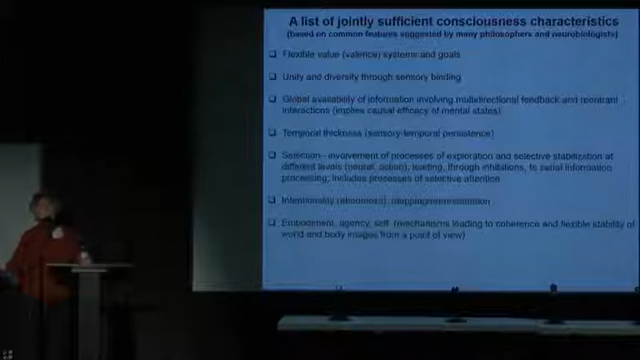 A list of jointly sufficient consciousness characteristics
(based on common features suggested by many philosophers and neurobiologists)
Flexible value (valence) systems and goals
Unity and diversity through sensory binding
Global availability of information involving multidirectional feedback and reentrant
interactions (implies causal efficacy of mental states)
Temporal thickness (sensory-temporal persistence)
Selection– involvement of processes of exploration and selective stabilization at
different levels (neural, action), leading, through inhibitions, to serial information
processing; includes processes of selective attention
Intentionality (aboutness): mapping/representation
Embodiment, agency, self (mechanisms leading to coherence and flexible stability of
world and body images from a point of view)